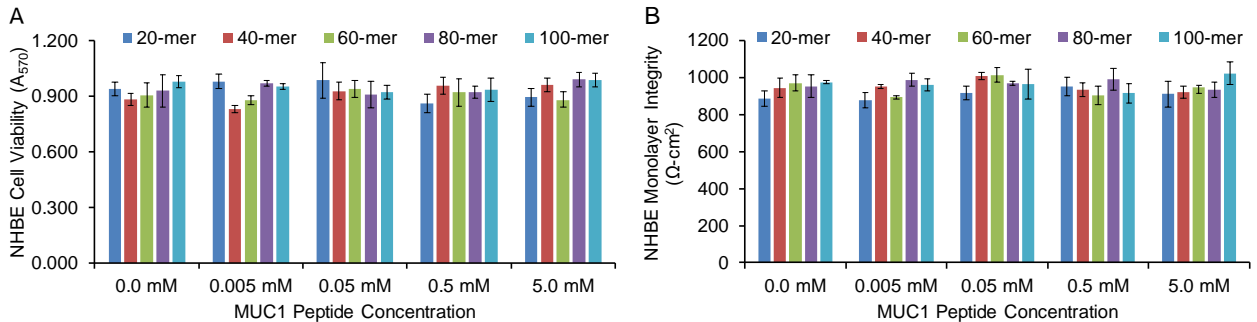 A
20-mer 40-mer 60-mer 80-mer 100-mer
NHBE Cell Viability (A570)
1.200
0.900
0.600
0.300
0.000
0.0 mM 0.005 mM 0.05 mM 0.5 mM 5.0 mM
MUC1 Peptide Concentration
B
20-mer 40-mer 60-mer 80-mer 100-mer
NHBE Monolayer Integrity
(Ω-cm²)
1200
1000
800
600
400
200
0
0.0 mM 0.005 mM 0.05 mM 0.5 mM 5.0 mM
MUC1 Peptide Concentration